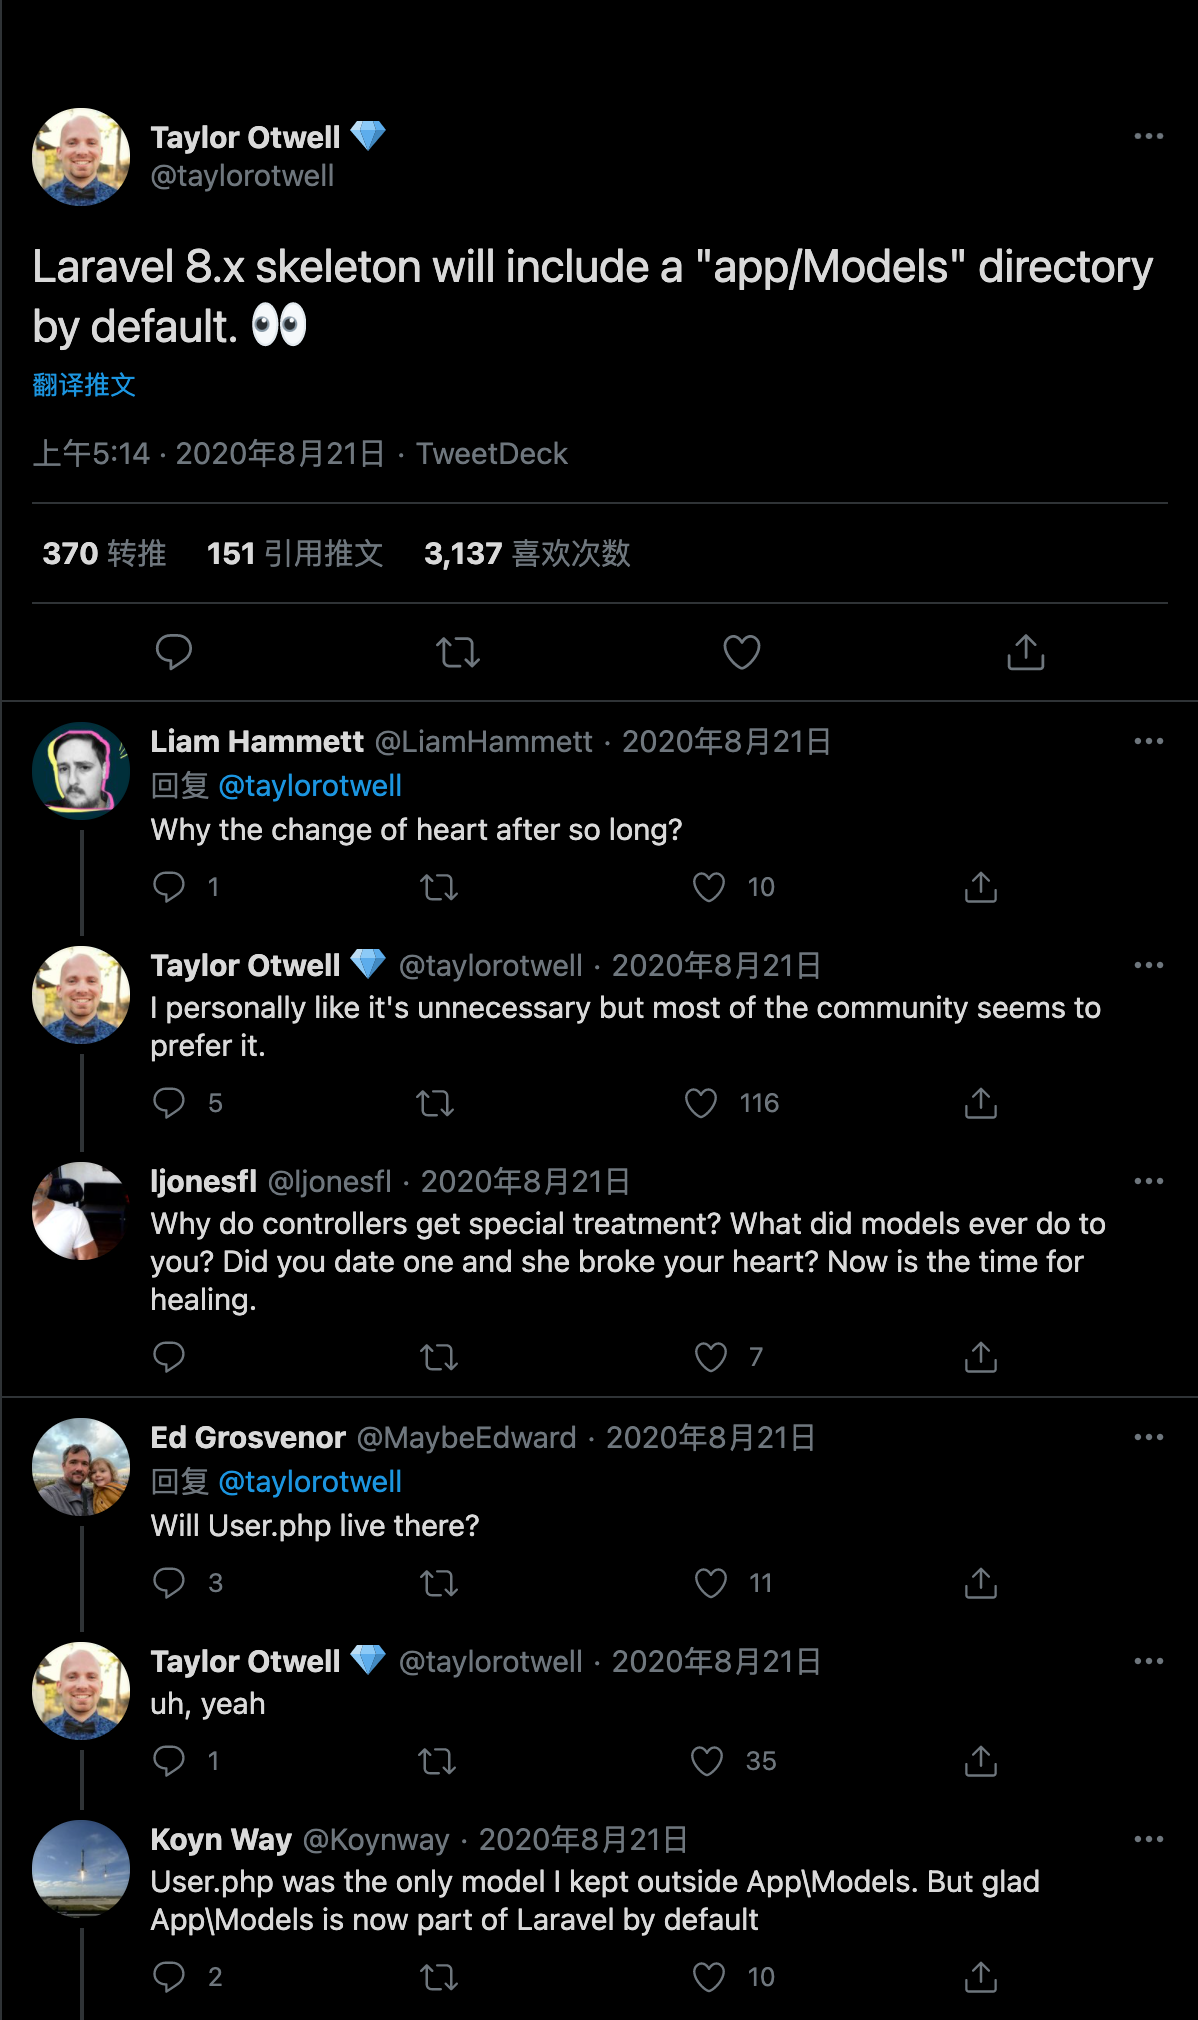 Taylor Otwell 💎
@taylorotwell
Laravel 8.x skeleton will include a "app/Models" directory
by default. 👀
翻译推文
上午5:14 · 2020年8月21日 · TweetDeck
370 转推 151 引用推文 3,137 喜欢次数
Liam Hammett @LiamHammett · 2020年8月21日
回复 @taylorotwell
Why the change of heart after so long?
1 10
Taylor Otwell 💎 @taylorotwell · 2020年8月21日
I personally like it's unnecessary but most of the community seems to
prefer it.
5 116
ljonesfl @ljonesfl · 2020年8月21日
Why do controllers get special treatment? What did models ever do to
you? Did you date one and she broke your heart? Now is the time for
healing.
7
Ed Grosvenor @MaybeEdward · 2020年8月21日
回复 @taylorotwell
Will User.php live there?
3 11
Taylor Otwell 💎 @taylorotwell · 2020年8月21日
uh, yeah
1 35
Koyn Way @Koynway · 2020年8月21日
User.php was the only model I kept outside App\Models. But glad
App\Models is now part of Laravel by default
2 10